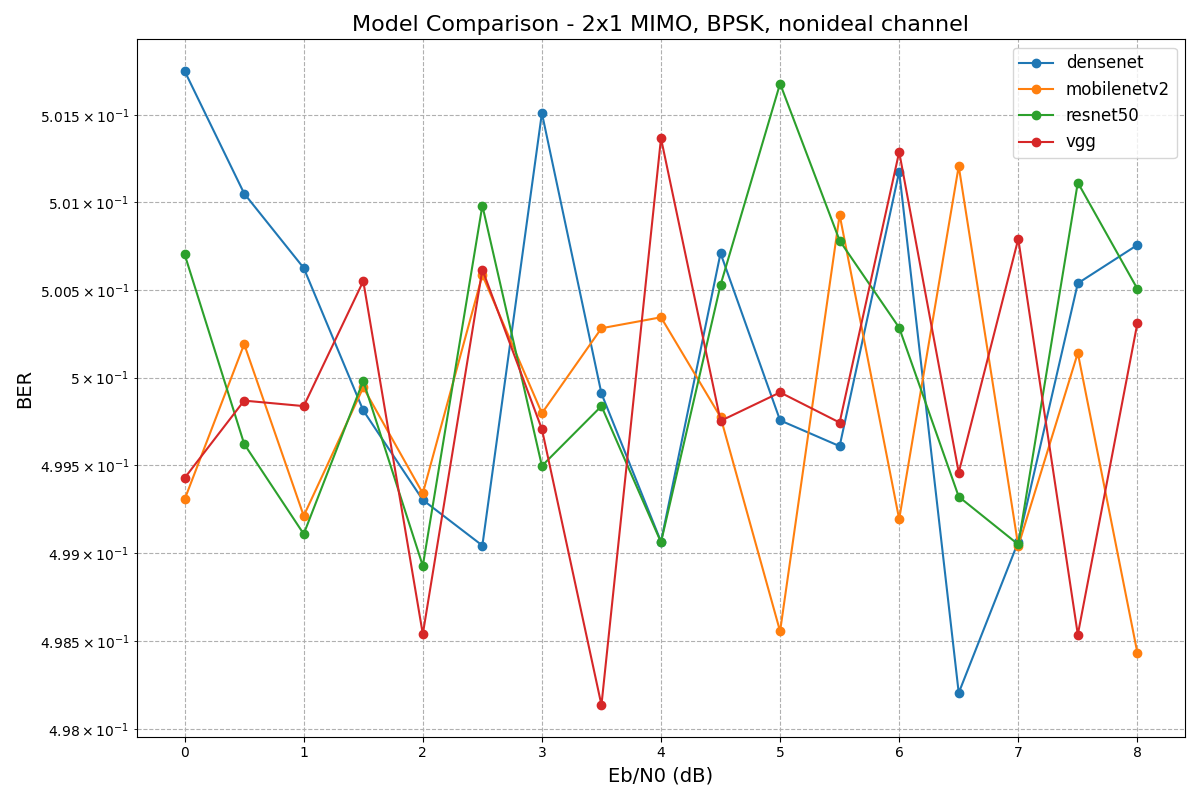 Model Comparison - 2x1 MIMO, BPSK, nonideal channel
densenet
mobilenetv2
resnet50
vgg
BER
5.015 × 10⁻¹
5.01 × 10⁻¹
5.005 × 10⁻¹
5 × 10⁻¹
4.995 × 10⁻¹
4.99 × 10⁻¹
4.985 × 10⁻¹
4.98 × 10⁻¹
0 1 2 3 4 5 6 7 8
Eb/N0 (dB)